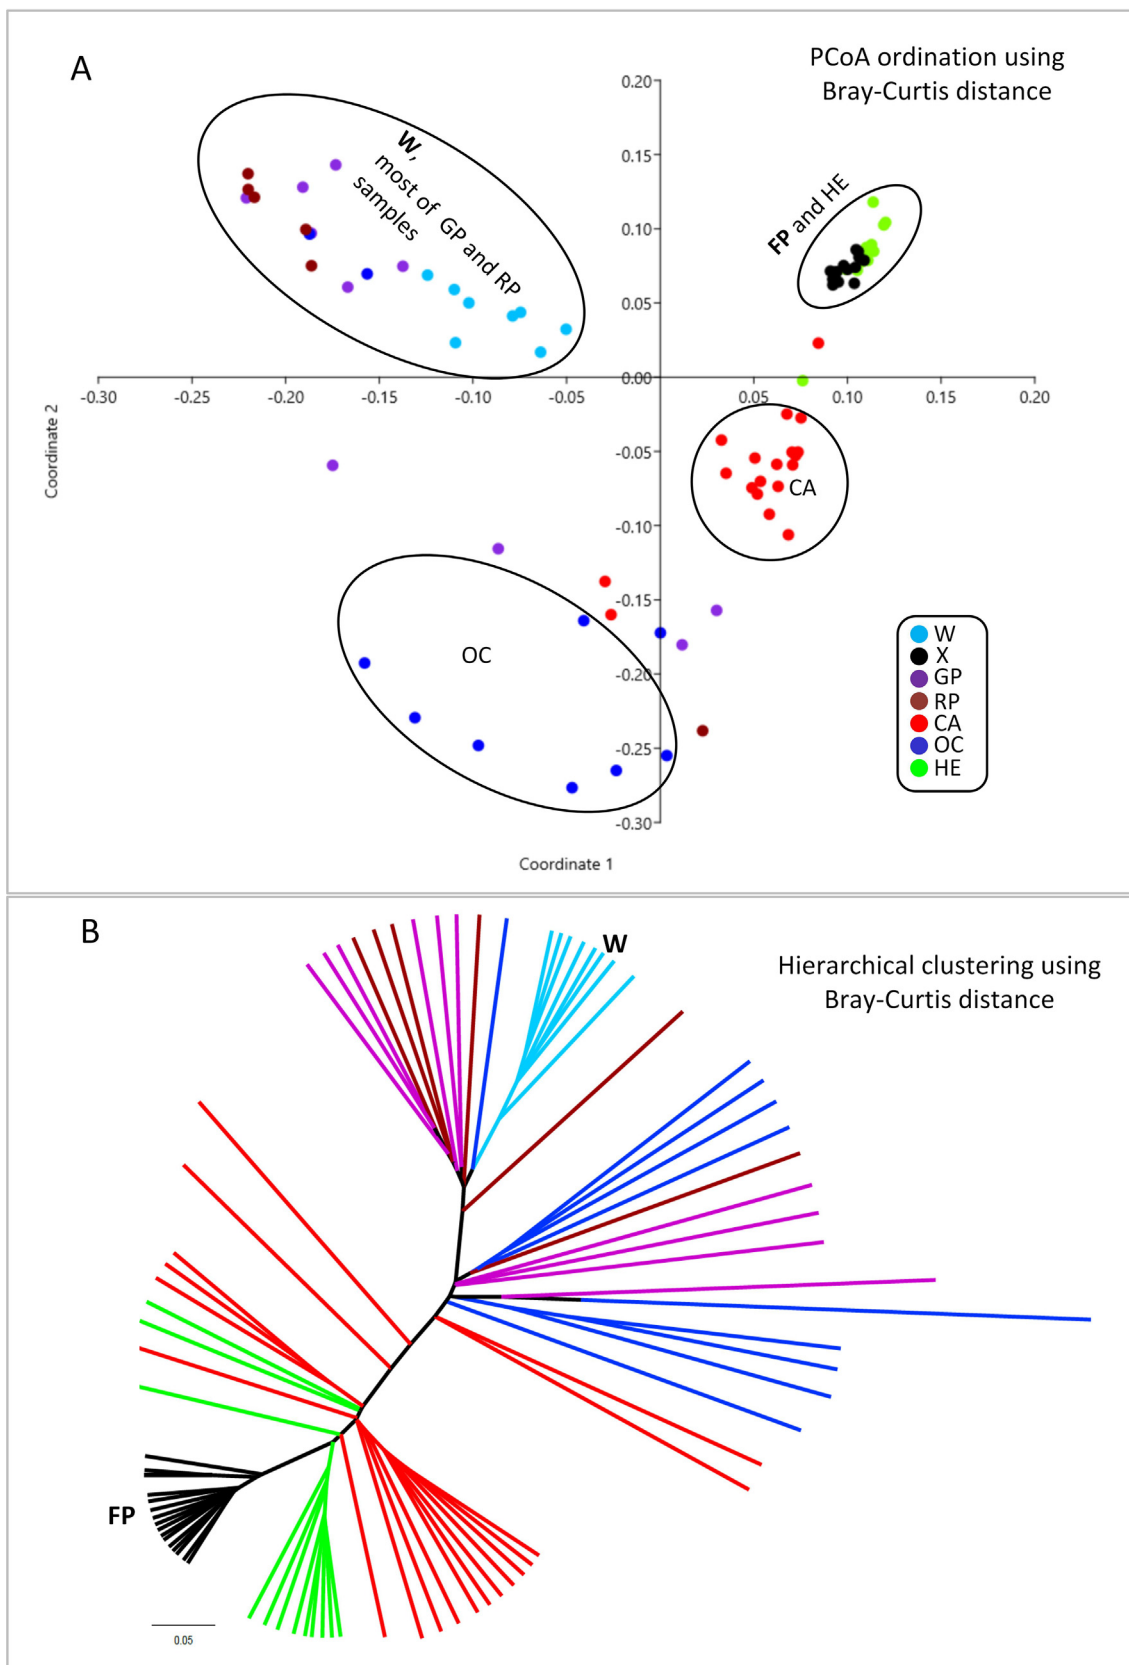 A
PCoA ordination using
Bray-Curtis distance
W,
most of GP and RP
samples
FP and HE
CA
OC
0.20
0.15
0.10
0.05
0.00
-0.05
-0.10
-0.15
-0.20
-0.25
-0.30
-0.30 -0.25 -0.20 -0.15 -0.10 -0.05 0.05 0.10 0.15 0.20
Coordinate 2
Coordinate 1
W
X
GP
RP
CA
OC
HE
B
Hierarchical clustering using
Bray-Curtis distance
W
FP
0.05